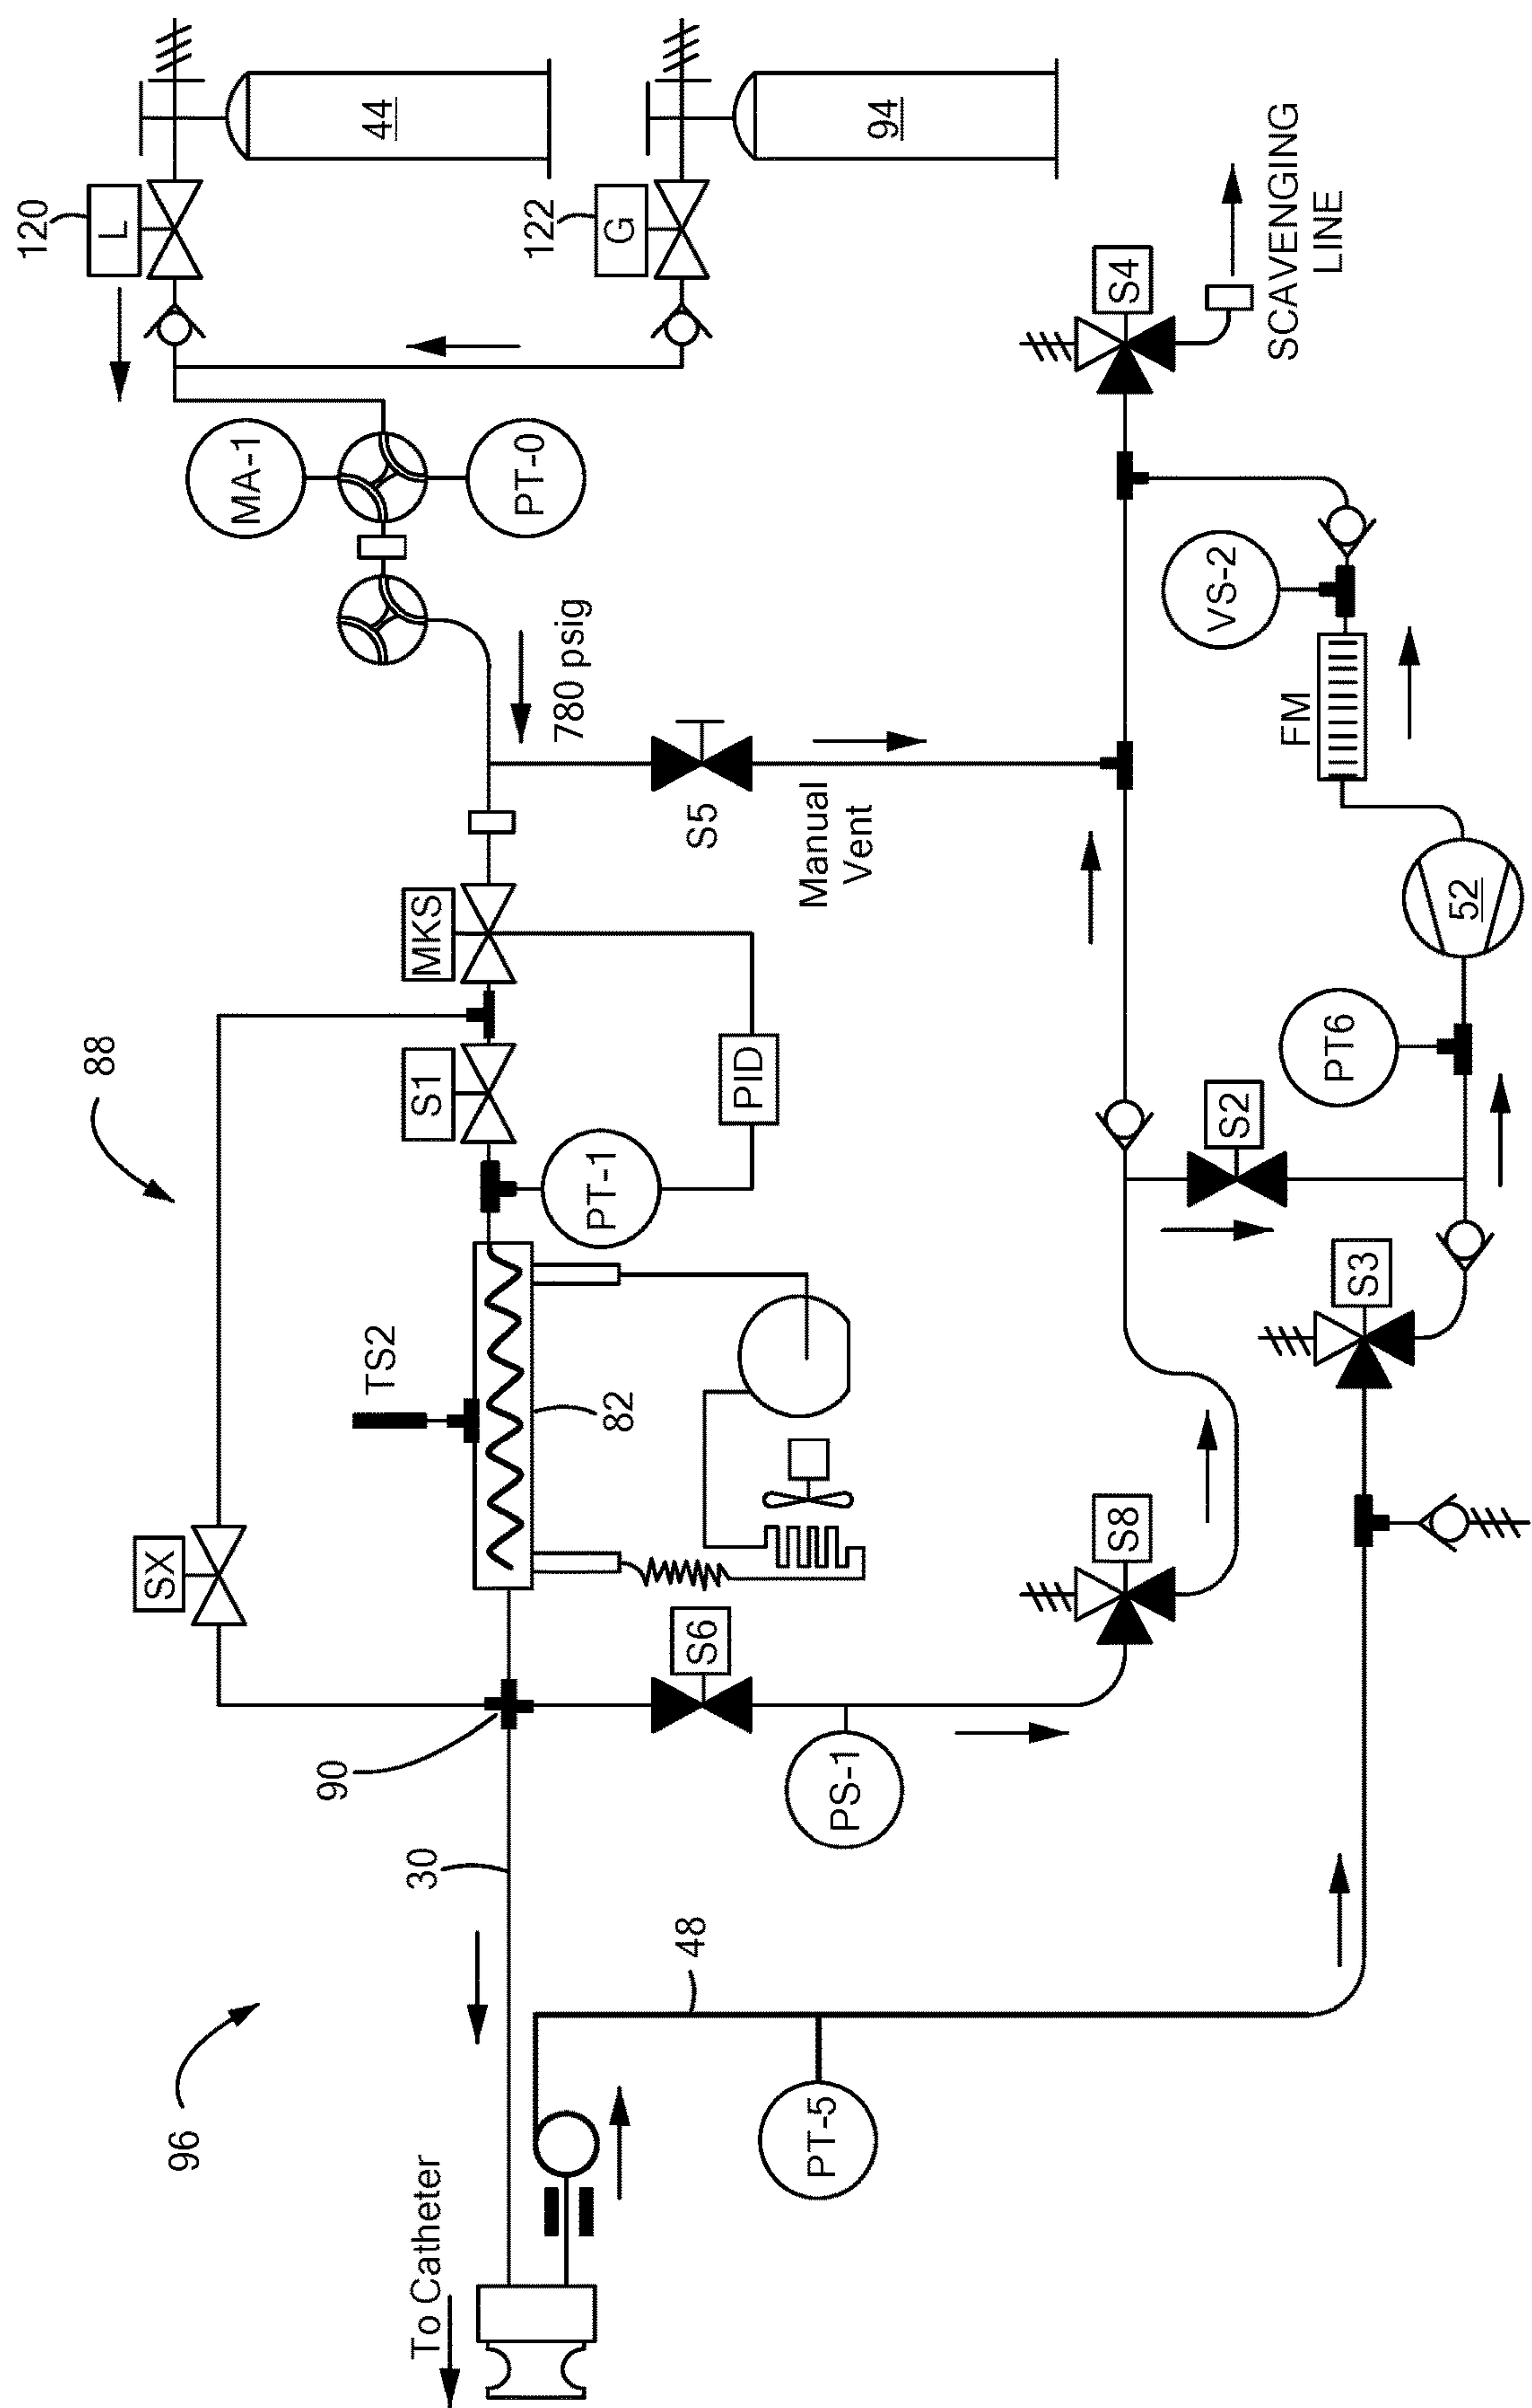 96
To Catheter
30
48
PT-5
90
88
SX
TS2
82
S6
PS-1
S8
S3
PT-1
PID
S1
MKS
S2
PT6
52
FM
VS-2
S5
Manual
Vent
780 psig
MA-1
PT-0
120
L
44
122
G
94
S4
SCAVENGING
LINE